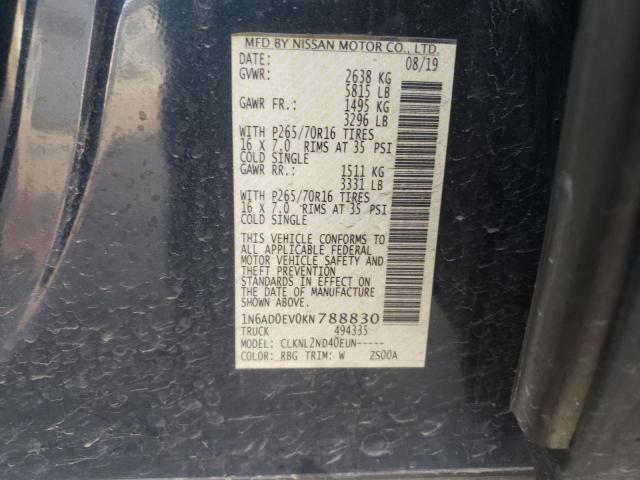 MFD BY NISSAN MOTOR CO., LTD.
DATE: 08/19
GVWR: 2638 KG
5815 LB
GAWR FR.: 1495 KG
3296 LB
WITH P265/70R16 TIRES
16 X 7.0 RIMS AT 35 PSI
COLD SINGLE
GAWR RR.: 1511 KG
3331 LB
WITH P265/70R16 TIRES
16 X 7.0 RIMS AT 35 PSI
COLD SINGLE
THIS VEHICLE CONFORMS TO
ALL APPLICABLE FEDERAL
MOTOR VEHICLE SAFETY AND
THEFT PREVENTION
STANDARDS IN EFFECT ON
THE DATE OF MANUFACTURE
SHOWN ABOVE.
1N6AD0EV0KN788830
TRUCK 494335
MODEL: CLKNL2ND40EUN-----
COLOR: RBG TRIM: W ZS00A